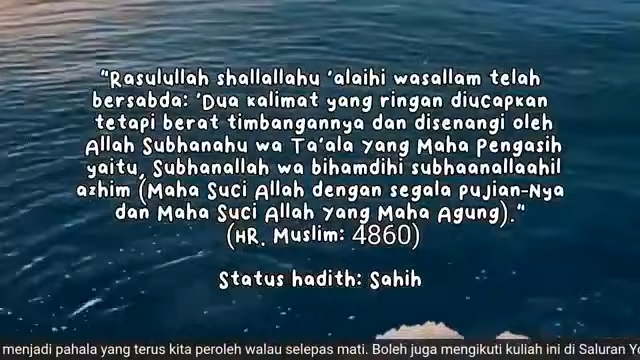 "Rasulullah shallallahu 'alaihi wasallam telah
bersabda: 'Dua kalimat yang ringan diucapkan
tetapi berat timbangannya dan disenangi oleh
Allah Subhanahu wa Ta'ala Yang Maha Pengasih
yaitu, Subhanallah wa bihamdihi subhaanallaahil
azhim (Maha Suci Allah dengan segala pujian-Nya
dan Maha Suci Allah Yang Maha Agung)."
(HR. Muslim: 4860)
Status hadith: Sahih
menjadi pahala yang terus kita peroleh walau selepas mati. Boleh juga mengikuti kuliah ini di Saluran Y